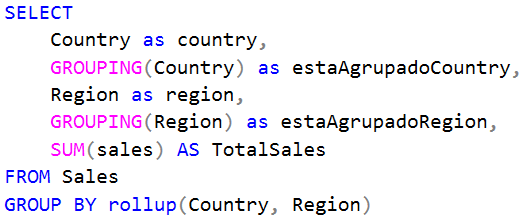 SELECT
Country as country,
GROUPING(Country) as estaAgrupadoCountry,
Region as region,
GROUPING(Region) as estaAgrupadoRegion,
SUM(sales) AS TotalSales
FROM Sales
GROUP BY rollup(Country, Region)